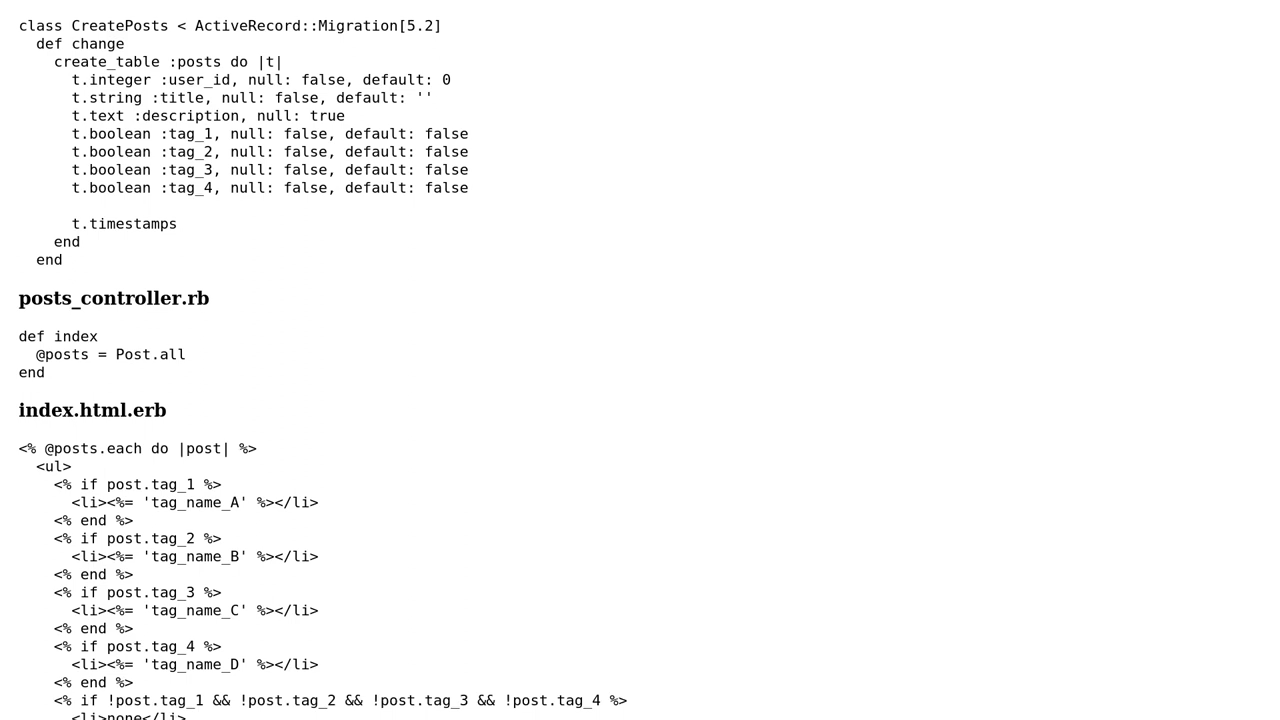 class CreatePosts < ActiveRecord::Migration[5.2]
  def change
    create_table :posts do |t|
      t.integer :user_id, null: false, default: 0
      t.string :title, null: false, default: ''
      t.text :description, null: true
      t.boolean :tag_1, null: false, default: false
      t.boolean :tag_2, null: false, default: false
      t.boolean :tag_3, null: false, default: false
      t.boolean :tag_4, null: false, default: false

      t.timestamps
    end
  end
posts_controller.rb
def index
  @posts = Post.all
end
index.html.erb
<% @posts.each do |post| %>
  <ul>
    <% if post.tag_1 %>
      <li><%= 'tag_name_A' %></li>
    <% end %>
    <% if post.tag_2 %>
      <li><%= 'tag_name_B' %></li>
    <% end %>
    <% if post.tag_3 %>
      <li><%= 'tag_name_C' %></li>
    <% end %>
    <% if post.tag_4 %>
      <li><%= 'tag_name_D' %></li>
    <% end %>
    <% if !post.tag_1 && !post.tag_2 && !post.tag_3 && !post.tag_4 %>
      <li>none</li>